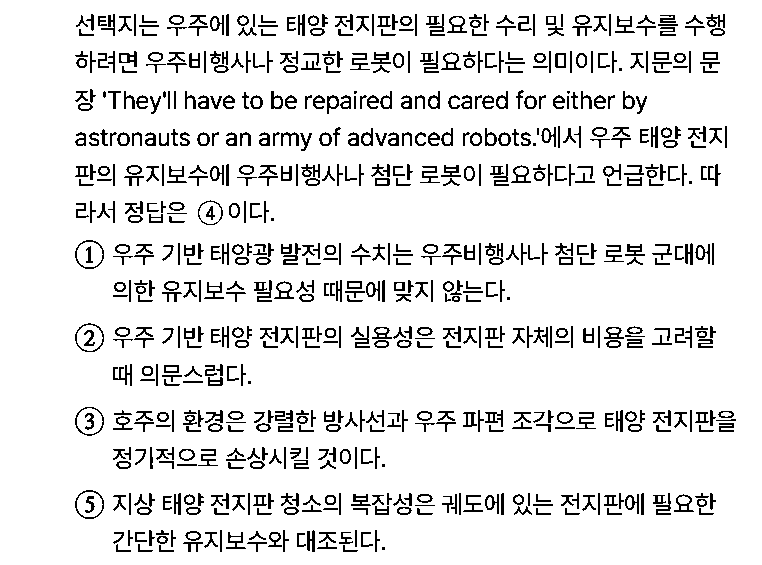 선택지는 우주에 있는 태양 전지판의 필요한 수리 및 유지보수를 수행
하려면 우주비행사나 정교한 로봇이 필요하다는 의미이다. 지문의 문
장 'They'll have to be repaired and cared for either by
astronauts or an army of advanced robots.'에서 우주 태양 전지
판의 유지보수에 우주비행사나 첨단 로봇이 필요하다고 언급한다. 따
라서 정답은 ④이다.
① 우주 기반 태양광 발전의 수치는 우주비행사나 첨단 로봇 군대에
의한 유지보수 필요성 때문에 맞지 않는다.
② 우주 기반 태양 전지판의 실용성은 전지판 자체의 비용을 고려할
때 의문스럽다.
③ 호주의 환경은 강렬한 방사선과 우주 파편 조각으로 태양 전지판을
정기적으로 손상시킬 것이다.
⑤ 지상 태양 전지판 청소의 복잡성은 궤도에 있는 전지판에 필요한
간단한 유지보수와 대조된다.